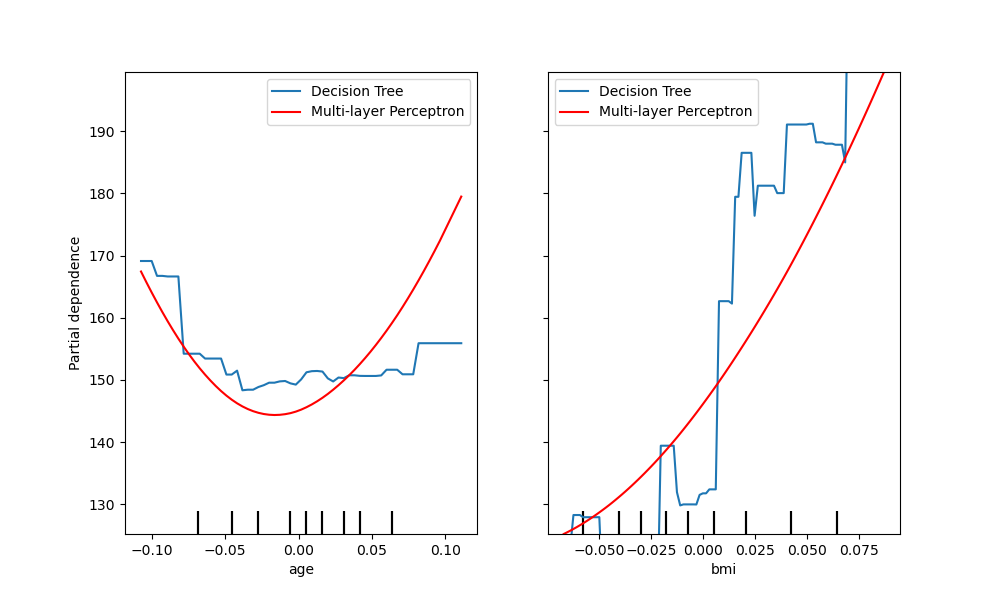 Decision Tree
Multi-layer Perceptron
Decision Tree
Multi-layer Perceptron
Partial dependence
190
180
170
160
150
140
130
−0.10 −0.05 0.00 0.05 0.10
age
−0.050 −0.025 0.000 0.025 0.050 0.075
bmi